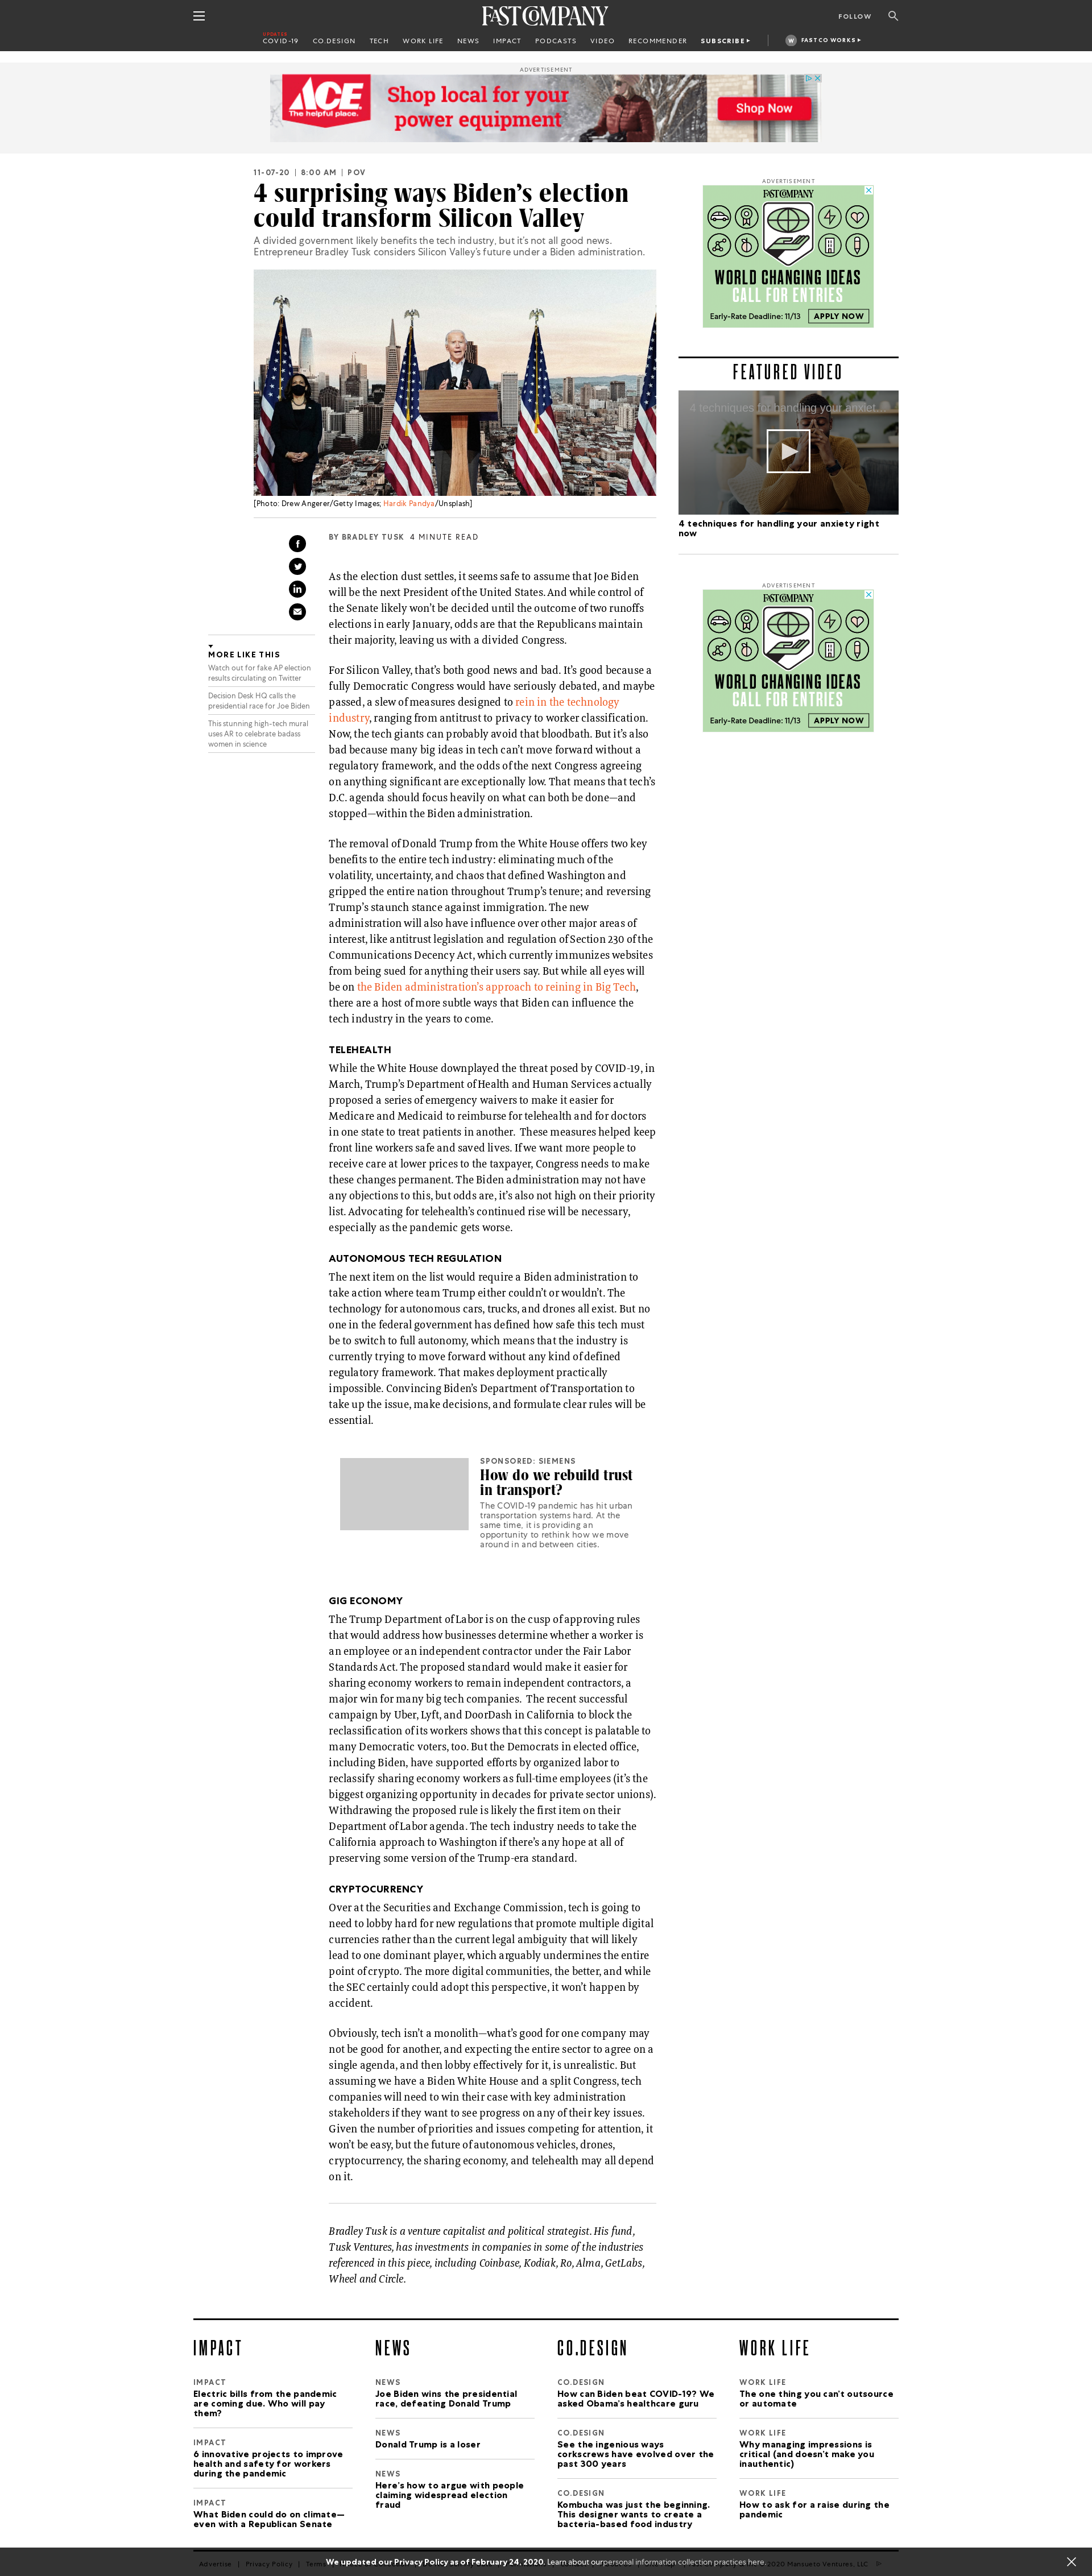 FAST COMPANY
FOLLOW
UPDATED
COVID-19
CO.DESIGN
TECH
WORK LIFE
NEWS
IMPACT
PODCASTS
VIDEO
RECOMMENDER
SUBSCRIBE
W
FASTCO WORKS
ADVERTISEMENT
ACE
The helpful place.
Shop local for your
power equipment
Shop Now
11-07-20 | 8:00 AM | POV
4 surprising ways Biden’s election
could transform Silicon Valley
A divided government likely benefits the tech industry, but it’s not all good news.
Entrepreneur Bradley Tusk considers Silicon Valley’s future under a Biden administration.
[Photo: Drew Angerer/Getty Images; Hardik Pandya/Unsplash]
BY BRADLEY TUSK 4 MINUTE READ
MORE LIKE THIS
Watch out for fake AP election
results circulating on Twitter
Decision Desk HQ calls the
presidential race for Joe Biden
This stunning high-tech mural
uses AR to celebrate badass
women in science
As the election dust settles, it seems safe to assume that Joe Biden
will be the next President of the United States. And while control of
the Senate likely won’t be decided until the outcome of two runoffs
elections in early January, odds are that the Republicans maintain
their majority, leaving us with a divided Congress.
For Silicon Valley, that’s both good news and bad. It’s good because a
fully Democratic Congress would have seriously debated, and maybe
passed, a slew of measures designed to rein in the technology
industry, ranging from antitrust to privacy to worker classification.
Now, the tech giants can probably avoid that bloodbath. But it’s also
bad because many big ideas in tech can’t move forward without a
regulatory framework, and the odds of the next Congress agreeing
on anything significant are exceptionally low. That means that tech’s
D.C. agenda should focus heavily on what can both be done—and
stopped—within the Biden administration.
The removal of Donald Trump from the White House offers two key
benefits to the entire tech industry: eliminating much of the
volatility, uncertainty, and chaos that defined Washington and
gripped the entire nation throughout Trump’s tenure; and reversing
Trump’s staunch stance against immigration. The new
administration will also have influence over other major areas of
interest, like antitrust legislation and regulation of Section 230 of the
Communications Decency Act, which currently immunizes websites
from being sued for anything their users say. But while all eyes will
be on the Biden administration’s approach to reining in Big Tech,
there are a host of more subtle ways that Biden can influence the
tech industry in the years to come.
TELEHEALTH
While the White House downplayed the threat posed by COVID-19, in
March, Trump’s Department of Health and Human Services actually
proposed a series of emergency waivers to make it easier for
Medicare and Medicaid to reimburse for telehealth and for doctors
in one state to treat patients in another. These measures helped keep
front line workers safe and saved lives. If we want more people to
receive care at lower prices to the taxpayer, Congress needs to make
these changes permanent. The Biden administration may not have
any objections to this, but odds are, it’s also not high on their priority
list. Advocating for telehealth’s continued rise will be necessary,
especially as the pandemic gets worse.
AUTONOMOUS TECH REGULATION
The next item on the list would require a Biden administration to
take action where team Trump either couldn’t or wouldn’t. The
technology for autonomous cars, trucks, and drones all exist. But no
one in the federal government has defined how safe this tech must
be to switch to full autonomy, which means that the industry is
currently trying to move forward without any kind of defined
regulatory framework. That makes deployment practically
impossible. Convincing Biden’s Department of Transportation to
take up the issue, make decisions, and formulate clear rules will be
essential.
SPONSORED: SIEMENS
How do we rebuild trust
in transport?
The COVID-19 pandemic has hit urban
transportation systems hard. At the
same time, it is providing an
opportunity to rethink how we move
around in and between cities.
GIG ECONOMY
The Trump Department of Labor is on the cusp of approving rules
that would address how businesses determine whether a worker is
an employee or an independent contractor under the Fair Labor
Standards Act. The proposed standard would make it easier for
sharing economy workers to remain independent contractors, a
major win for many big tech companies. The recent successful
campaign by Uber, Lyft, and DoorDash in California to block the
reclassification of its workers shows that this concept is palatable to
many Democratic voters, too. But the Democrats in elected office,
including Biden, have supported efforts by organized labor to
reclassify sharing economy workers as full-time employees (it’s the
biggest organizing opportunity in decades for private sector unions).
Withdrawing the proposed rule is likely the first item on their
Department of Labor agenda. The tech industry needs to take the
California approach to Washington if there’s any hope at all of
preserving some version of the Trump-era standard.
CRYPTOCURRENCY
Over at the Securities and Exchange Commission, tech is going to
need to lobby hard for new regulations that promote multiple digital
currencies rather than the current legal ambiguity that will likely
lead to one dominant player, which arguably undermines the entire
point of crypto. The more digital communities, the better, and while
the SEC certainly could adopt this perspective, it won’t happen by
accident.
Obviously, tech isn’t a monolith—what’s good for one company may
not be good for another, and expecting the entire sector to agree on a
single agenda, and then lobby effectively for it, is unrealistic. But
assuming we have a Biden White House and a split Congress, tech
companies will need to win their case with key administration
stakeholders if they want to see progress on any of their key issues.
Given the number of priorities and issues competing for attention, it
won’t be easy, but the future of autonomous vehicles, drones,
cryptocurrency, the sharing economy, and telehealth may all depend
on it.
Bradley Tusk is a venture capitalist and political strategist. His fund,
Tusk Ventures, has investments in companies in some of the industries
referenced in this piece, including Coinbase, Kodiak, Ro, Alma, GetLabs,
Wheel and Circle.
ADVERTISEMENT
FAST COMPANY
WORLD CHANGING IDEAS
CALL FOR ENTRIES
Early-Rate Deadline: 11/13
APPLY NOW
FEATURED VIDEO
4 techniques for handling your anxiet
4 techniques for handling your anxiety right
now
ADVERTISEMENT
FAST COMPANY
WORLD CHANGING IDEAS
CALL FOR ENTRIES
Early-Rate Deadline: 11/13
APPLY NOW
IMPACT
IMPACT
Electric bills from the pandemic
are coming due. Who will pay
them?
IMPACT
6 innovative projects to improve
health and safety for workers
during the pandemic
IMPACT
What Biden could do on climate—
even with a Republican Senate
NEWS
NEWS
Joe Biden wins the presidential
race, defeating Donald Trump
NEWS
Donald Trump is a loser
NEWS
Here’s how to argue with people
claiming widespread election
fraud
CO.DESIGN
CO.DESIGN
How can Biden beat COVID-19? We
asked Obama’s healthcare guru
CO.DESIGN
See the ingenious ways
corkscrews have evolved over the
past 300 years
CO.DESIGN
Kombucha was just the beginning.
This designer wants to create a
bacteria-based food industry
WORK LIFE
WORK LIFE
The one thing you can’t outsource
or automate
WORK LIFE
Why managing impressions is
critical (and doesn’t make you
inauthentic)
WORK LIFE
How to ask for a raise during the
pandemic
We updated our Privacy Policy as of February 24, 2020. Learn about our personal information collection practices here.
Advertise | Privacy Policy | Terms
2020 Mansueto Ventures, LLC